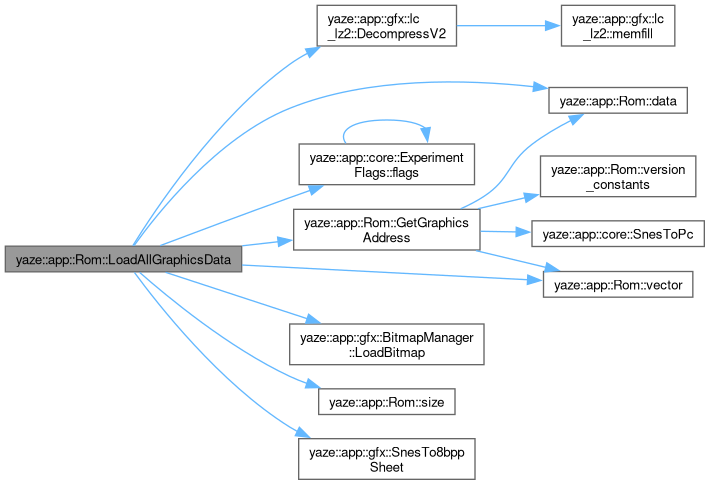 yaze::app::gfx::lc
_lz2::DecompressV2
yaze::app::gfx::lc
_lz2::memfill
yaze::app::Rom::data
yaze::app::core::Experiment
Flags::flags
yaze::app::Rom::version
_constants
yaze::app::Rom::GetGraphics
Address
yaze::app::core::SnesToPc
yaze::app::Rom::LoadAllGraphicsData
yaze::app::Rom::vector
yaze::app::gfx::BitmapManager
::LoadBitmap
yaze::app::Rom::size
yaze::app::gfx::SnesTo8bpp
Sheet